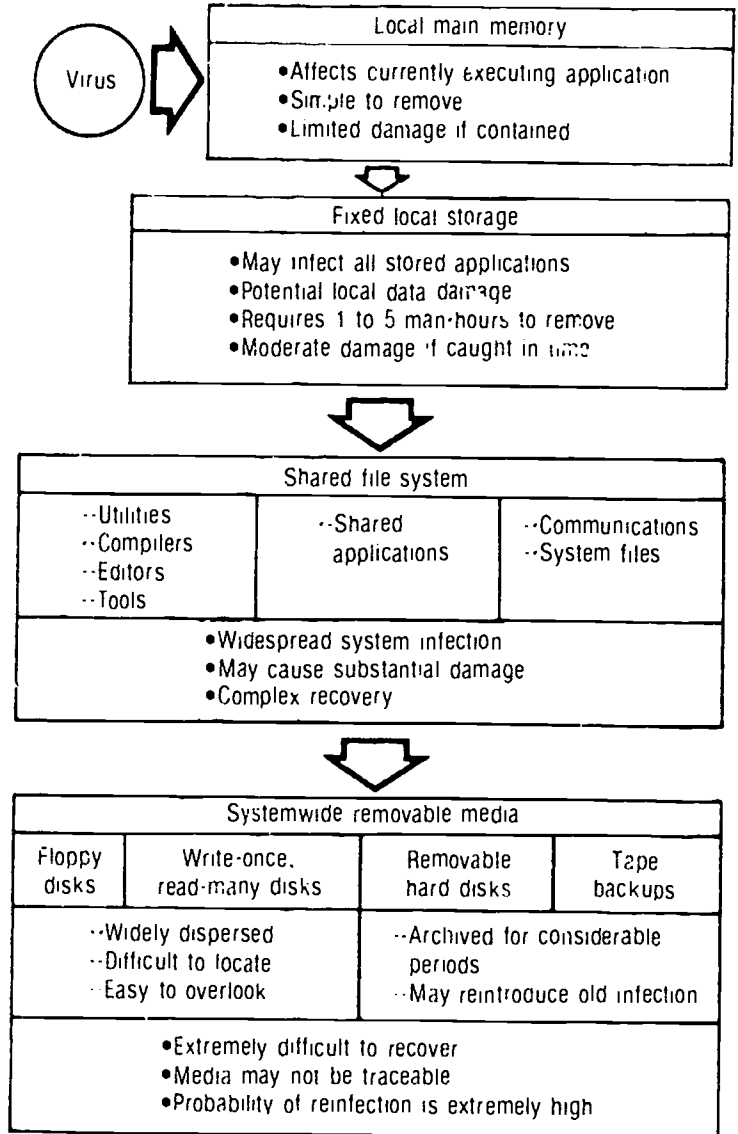 Virus
Local main memory
•Affects currently executing application
•Simple to remove
•Limited damage if contained
Fixed local storage
•May infect all stored applications
•Potential local data damage
•Requires 1 to 5 man-hours to remove
•Moderate damage if caught in time
Shared file system
--Utilities
--Compilers
--Editors
--Tools
--Shared
applications
--Communications
--System files
•Widespread system infection
•May cause substantial damage
•Complex recovery
Systemwide removable media
Floppy
disks
Write-once,
read-many disks
Removable
hard disks
Tape
backups
--Widely dispersed
--Difficult to locate
--Easy to overlook
--Archived for considerable
periods
--May reintroduce old infection
•Extremely difficult to recover
•Media may not be traceable
•Probability of reinfection is extremely high